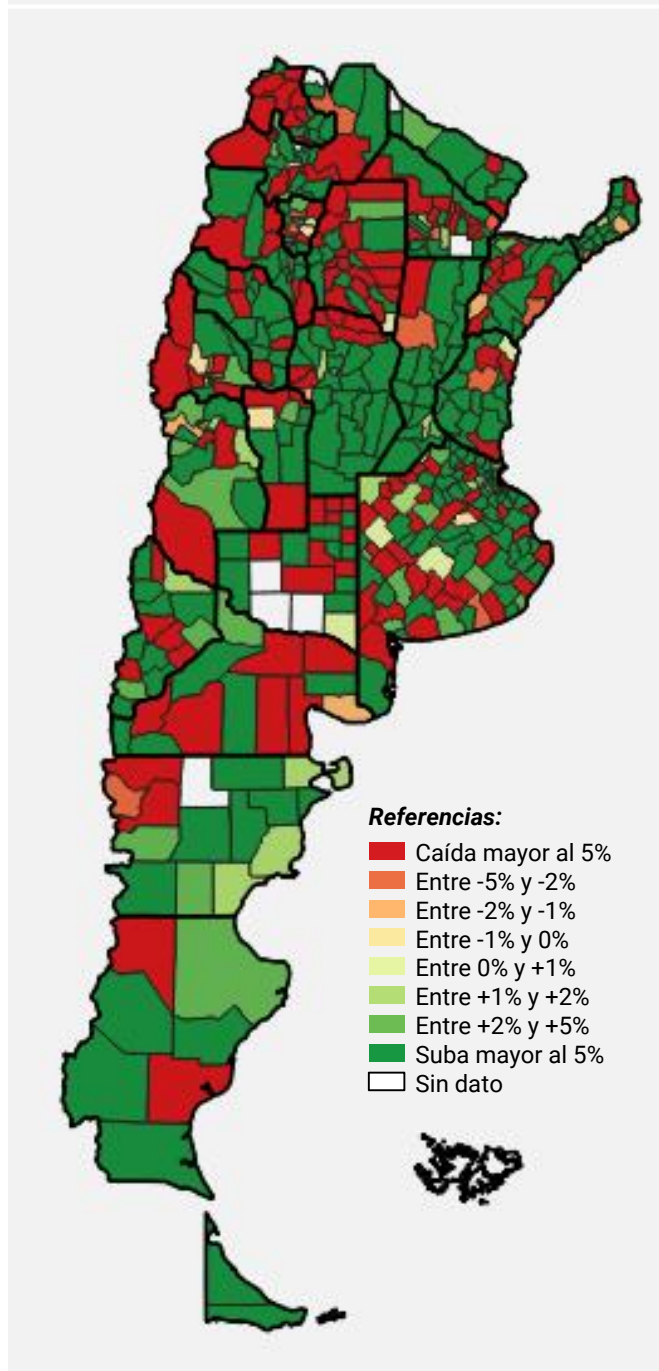 Referencias:
Caída mayor al 5%
Entre -5% y -2%
Entre -2% y -1%
Entre -1% y 0%
Entre 0% y +1%
Entre +1% y +2%
Entre +2% y +5%
Suba mayor al 5%
Sin dato